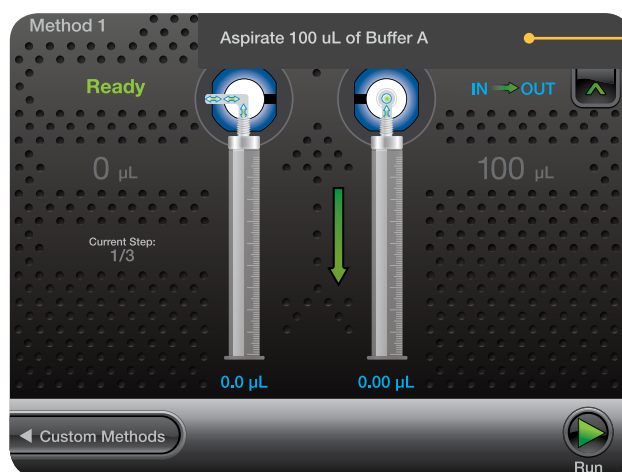 Method 1
Aspirate 100 uL of Buffer A
Ready
IN OUT
0 µL
100 µL
Current Step:
1/3
0.0 µL
0.00 µL
Custom Methods
Run